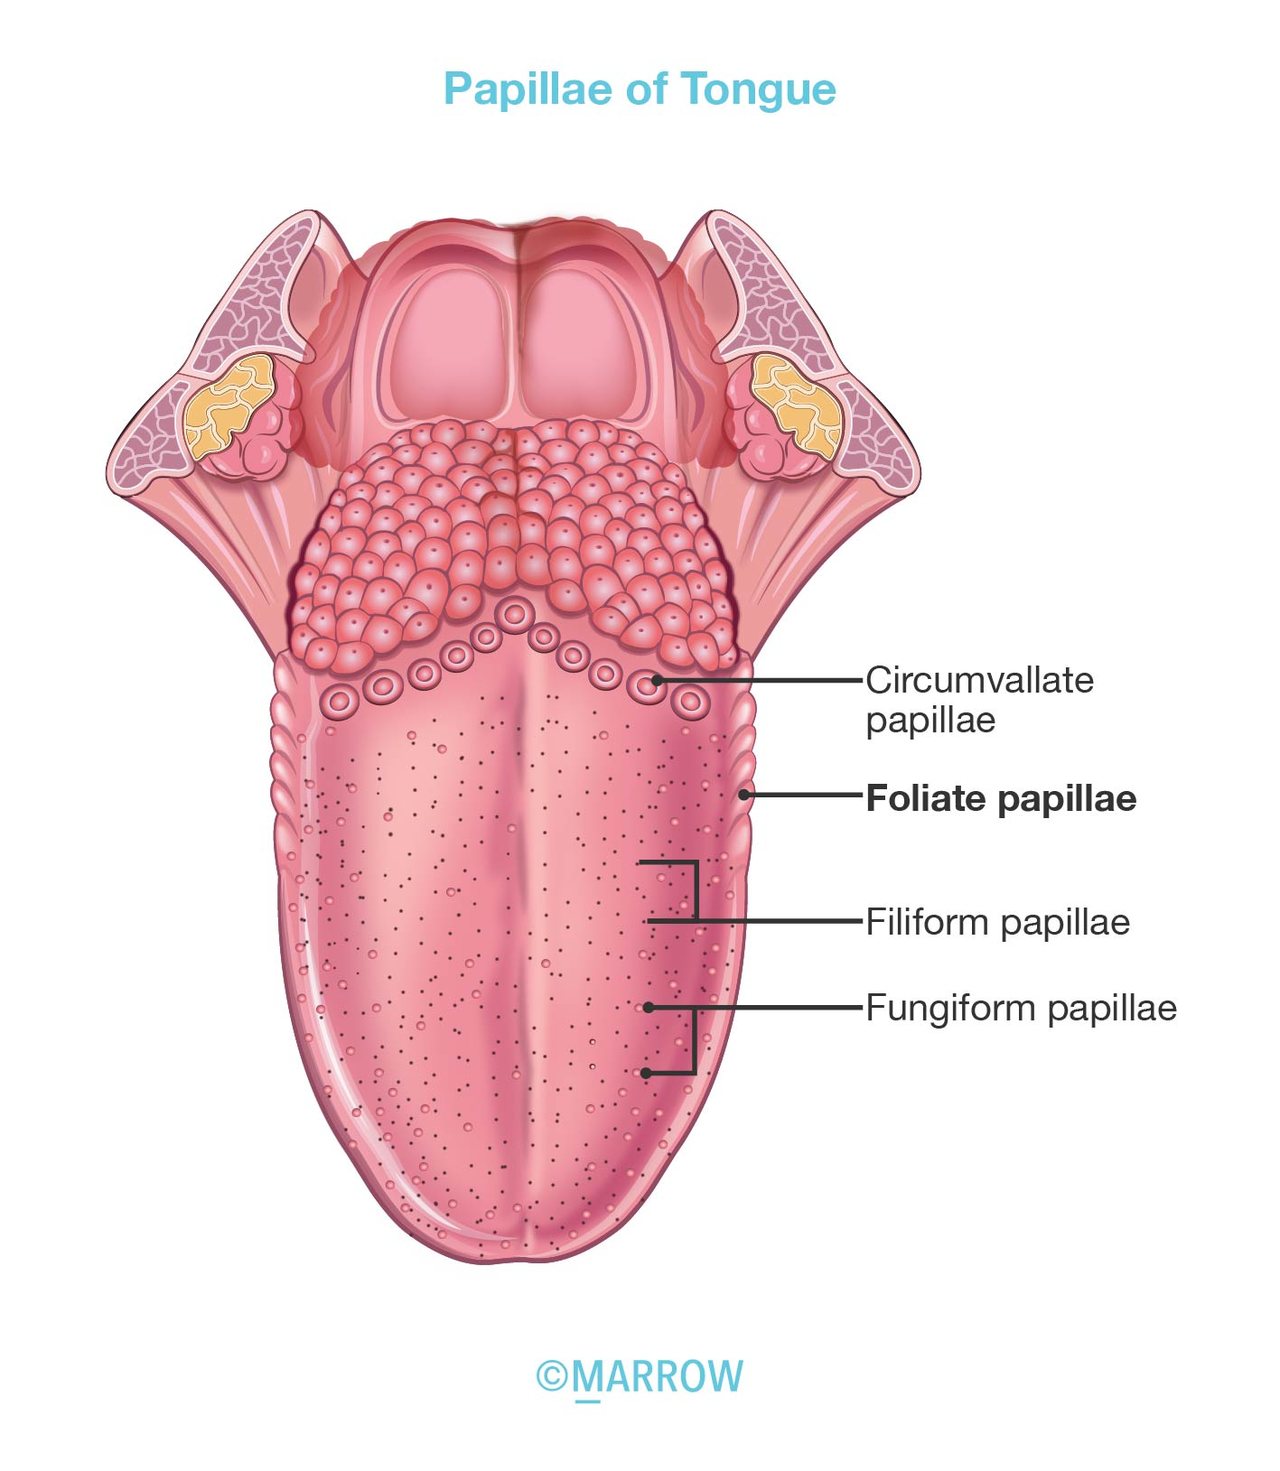 Papillae of Tongue
Circumvallate
papillae
Foliate papillae
Filiform papillae
Fungiform papillae
©MARROW